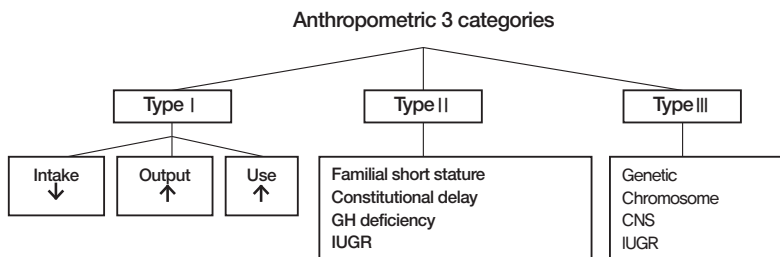 Anthropometric 3 categories
Type I
Type II
Type III
Intake
↓
Output
↑
Use
↑
Familial short stature
Constitutional delay
GH deficiency
IUGR
Genetic
Chromosome
CNS
IUGR